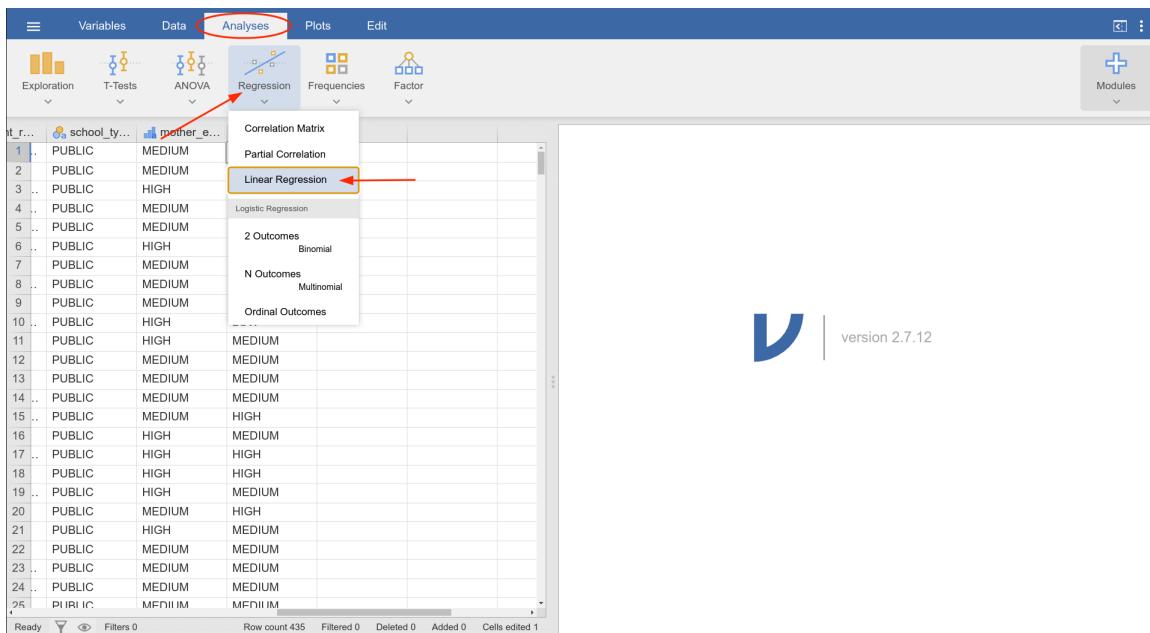 Variables Data Analyses Plots Edit
Exploration T-Tests ANOVA Regression Frequencies Factor Modules
nt_r... school_ty... mother_e...
Correlation Matrix
Partial Correlation
Linear Regression
Logistic Regression
2 Outcomes
Binomial
N Outcomes
Multinomial
Ordinal Outcomes
1 .. PUBLIC MEDIUM
2 PUBLIC MEDIUM
3 .. PUBLIC HIGH
4 .. PUBLIC MEDIUM
5 .. PUBLIC MEDIUM
6 .. PUBLIC HIGH
7 PUBLIC MEDIUM
8 .. PUBLIC MEDIUM
9 PUBLIC MEDIUM
10 .. PUBLIC HIGH
11 PUBLIC HIGH MEDIUM
12 PUBLIC MEDIUM MEDIUM
13 PUBLIC MEDIUM MEDIUM
14 .. PUBLIC MEDIUM MEDIUM
15 .. PUBLIC MEDIUM HIGH
16 PUBLIC HIGH MEDIUM
17 .. PUBLIC HIGH HIGH
18 PUBLIC HIGH HIGH
19 .. PUBLIC HIGH MEDIUM
20 PUBLIC MEDIUM HIGH
21 PUBLIC HIGH MEDIUM
22 PUBLIC MEDIUM MEDIUM
23 .. PUBLIC MEDIUM MEDIUM
24 .. PUBLIC MEDIUM MEDIUM
25 PUBLIC MEDIUM MEDIUM
version 2.7.12
Ready Filters 0 Row count 435 Filtered 0 Deleted 0 Added 0 Cells edited 1